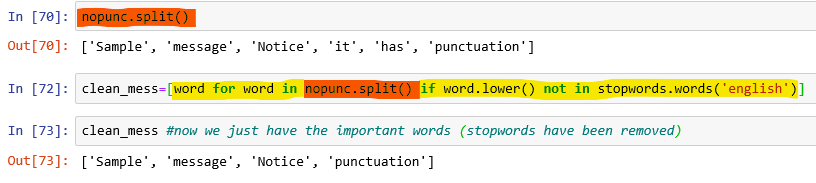 In [70]: nopunc.split()
Out[70]: ['Sample', 'message', 'Notice', 'it', 'has', 'punctuation']
In [72]: clean_mess=[word for word in nopunc.split() if word.lower() not in stopwords.words('english')]
In [73]: clean_mess #now we just have the important words (stopwords have been removed)
Out[73]: ['Sample', 'message', 'Notice', 'punctuation']